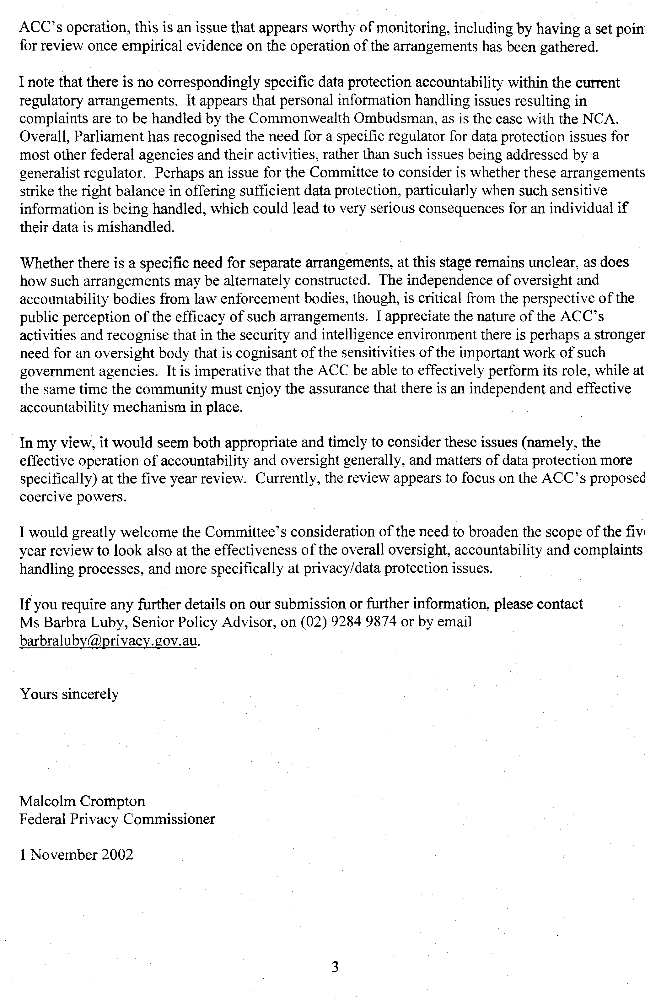 ACC's operation, this is an issue that appears worthy of monitoring, including by having a set poin
for review once empirical evidence on the operation of the arrangements has been gathered.
I note that there is no correspondingly specific data protection accountability within the current
regulatory arrangements. It appears that personal information handling issues resulting in
complaints are to be handled by the Commonwealth Ombudsman, as is the case with the NCA.
Overall, Parliament has recognised the need for a specific regulator for data protection issues for
most other federal agencies and their activities, rather than such issues being addressed by a
generalist regulator. Perhaps an issue for the Committee to consider is whether these arrangements
strike the right balance in offering sufficient data protection, particularly when such sensitive
information is being handled, which could lead to very serious consequences for an individual if
their data is mishandled.
Whether there is a specific need for separate arrangements, at this stage remains unclear, as does
how such arrangements may be alternately constructed. The independence of oversight and
accountability bodies from law enforcement bodies, though, is critical from the perspective of the
public perception of the efficacy of such arrangements. I appreciate the nature of the ACC's
activities and recognise that in the security and intelligence environment there is perhaps a stronger
need for an oversight body that is cognisant of the sensitivities of the important work of such
government agencies. It is imperative that the ACC be able to effectively perform its role, while at
the same time the community must enjoy the assurance that there is an independent and effective
accountability mechanism in place.
In my view, it would seem both appropriate and timely to consider these issues (namely, the
effective operation of accountability and oversight generally, and matters of data protection more
specifically) at the five year review. Currently, the review appears to focus on the ACC's proposed
coercive powers.
I would greatly welcome the Committee's consideration of the need to broaden the scope of the five
year review to look also at the effectiveness of the overall oversight, accountability and complaints
handling processes, and more specifically at privacy/data protection issues.
If you require any further details on our submission or further information, please contact
Ms Barbra Luby, Senior Policy Advisor, on (02) 9284 9874 or by email
barbraluby@privacy.gov.au.
Yours sincerely
Malcolm Crompton
Federal Privacy Commissioner
1 November 2002
3